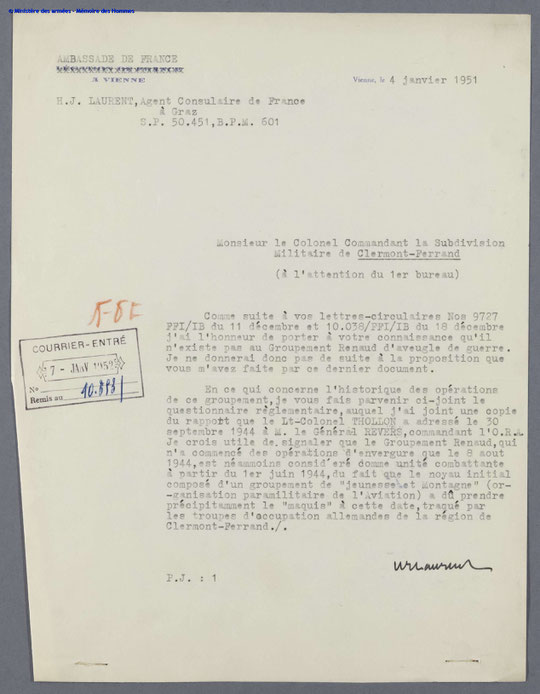 © Ministère des armées - Mémoire des Hommes
AMBASSADE DE FRANCE
A VIENNE
Vienne, le 4 janvier 1951
H.J. LAURENT, Agent Consulaire de France
à Graz
S.P. 50.451, B.P.M. 601
Monsieur le Colonel Commandant la Subdivision
Militaire de Clermont-Ferrand
(à l'attention du 1er bureau)
Comme suite à vos lettres-circulaires Nos 9727
FFI/IB du 11 décembre et 10.038/FFI/IB du 18 décembre
j'ai l'honneur de porter à votre connaissance qu'il
n'existe pas au Groupement Renaud d'aveugle de guerre.
Je ne donnerai donc pas de suite à la proposition que
vous m'avez faite par ce dernier document.
COURRIER-ENTRÉ
7 - JANV 1952
No
Remis au
En ce qui concerne l'historique des opérations
de ce groupement, je vous fais parvenir ci-joint le
questionnaire réglementaire, auquel j'ai joint une copie
du rapport que le Lt-Colonel THOLLON a adressé le 30
septembre 1944 à M. le Général REVERS, commandant l'O.R.A.
Je crois utile de signaler que le Groupement Renaud, qui
n'a commencé des opérations d'envergure que le 8 aout
1944, est néammoins considéré comme unité combattante
à partir du 1er juin 1944, du fait que le noyau initial
composé d'un groupement de "jeunesse et Montagne" (or-
-ganisation paramilitaire de l'Aviation) a dû prendre
précipitamment le "maquis" à cette date, traqué par
les troupes d'occupation allemandes de la région de
Clermont-Ferrand./.
P.J. : 1